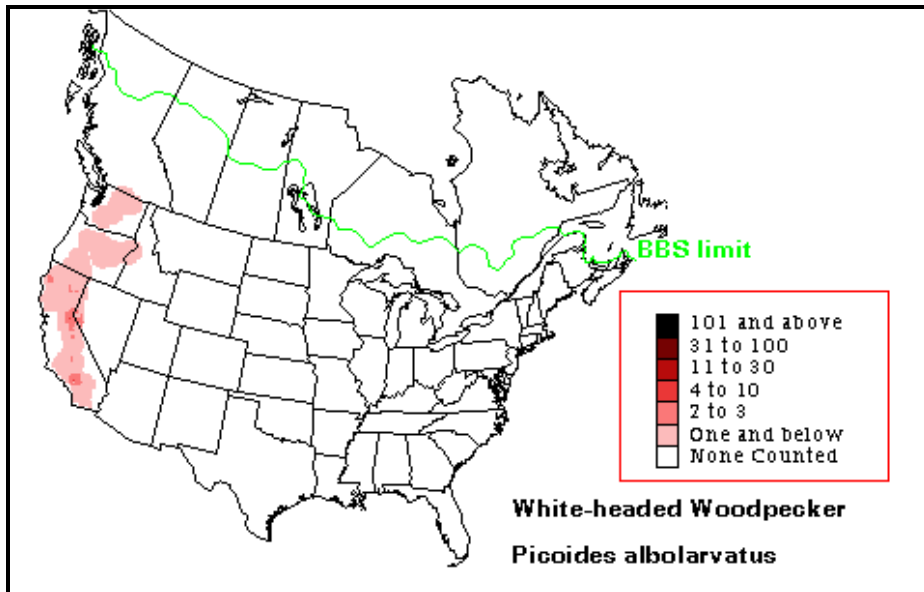 BBS limit
101 and above
31 to 100
11 to 30
4 to 10
2 to 3
One and below
None Counted
White-headed Woodpecker
Picoides albolarvatus